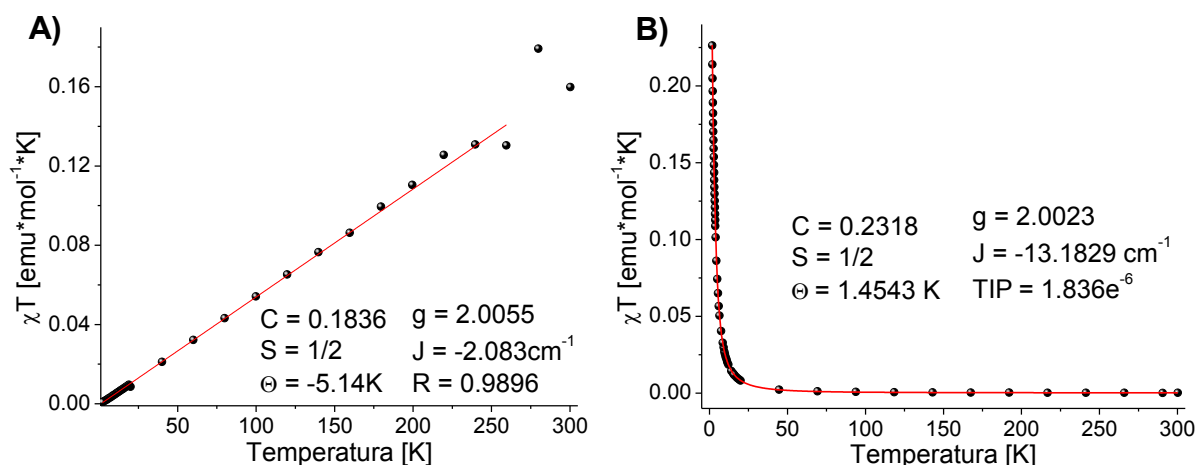 A)
χT [emu*mol⁻¹*K]
0.16
0.12
0.08
0.04
0.00
50
100
150
200
250
300
Temperatura [K]
C = 0.1836 g = 2.0055
S = 1/2 J = -2.083cm⁻¹
Θ = -5.14K R = 0.9896
B)
χT [emu*mol⁻¹*K]
0.20
0.15
0.10
0.05
0.00
0
50
100
150
200
250
300
Temperatura [K]
C = 0.2318 g = 2.0023
S = 1/2 J = -13.1829 cm⁻¹
Θ = 1.4543 K TIP = 1.836e⁻⁶